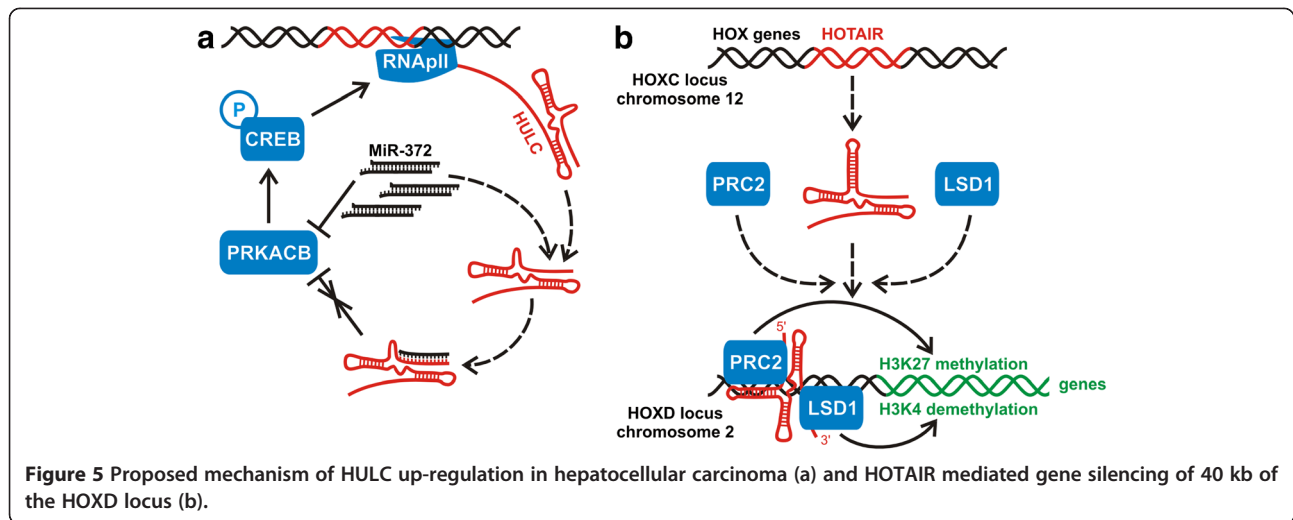 a
RNApII
HULC
P
CREB
MiR-372
PRKACB
b
HOX genes HOTAIR
HOXC locus
chromosome 12
PRC2
LSD1
5'
PRC2
H3K27 methylation
genes
LSD1
H3K4 demethylation
HOXD locus
chromosome 2
3'
Figure 5 Proposed mechanism of HULC up-regulation in hepatocellular carcinoma (a) and HOTAIR mediated gene silencing of 40 kb of
the HOXD locus (b).